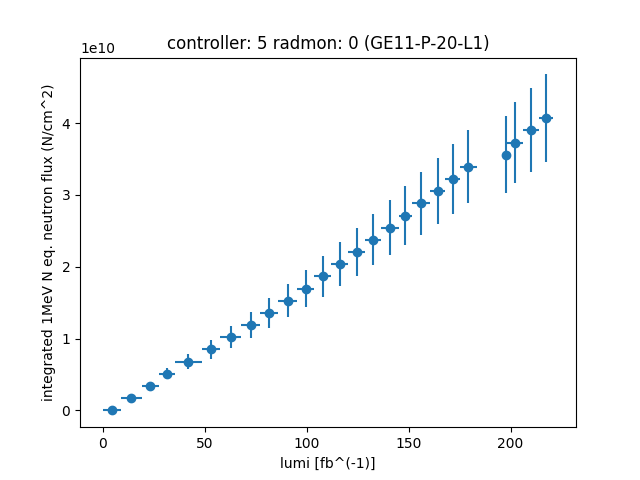 controller: 5 radmon: 0 (GE11-P-20-L1)
1e10
integrated 1MeV N eq. neutron flux (N/cm^2)
4
3
2
1
0
0 50 100 150 200
lumi [fb^(-1)]